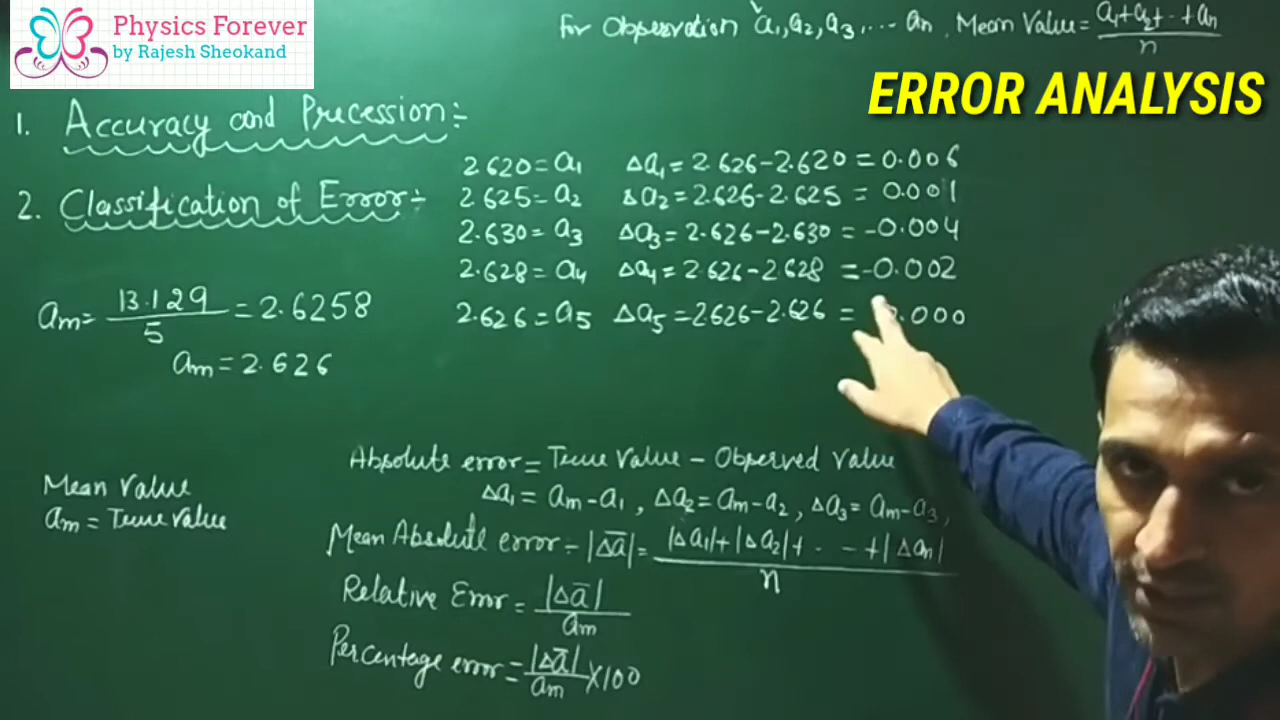 Physics Forever
by Rajesh Sheokand
For Observation a₁, a₂, a₃, ... an, Mean Value = (a₁+a₂+ · · +an)/n
ERROR ANALYSIS
1. Accuracy and Precession :-
2. Classification of Error :-
2.620 = a₁ Δa₁ = 2.626-2.620 = 0.006
2.625 = a₂ Δa₂ = 2.626-2.625 = 0.001
2.630 = a₃ Δa₃ = 2.626-2.630 = -0.004
2.628 = a₄ Δa₄ = 2.626-2.628 = -0.002
2.626 = a₅ Δa₅ = 2626-2.626 = .000
am = 13.129/5 = 2.6258
am = 2.626
Mean Value
am = True Value
Absolute error = True Value - Observed Value
Δa₁ = am-a₁, Δa₂ = am-a₂, Δa₃ = am-a₃,
Mean Absolute error - |Δa̅| = (|Δa₁|+|Δa₂|+ · - - +|Δan|)/n
Relative Error = |Δa̅|/am
Percentage error = |Δa̅|/am ×100